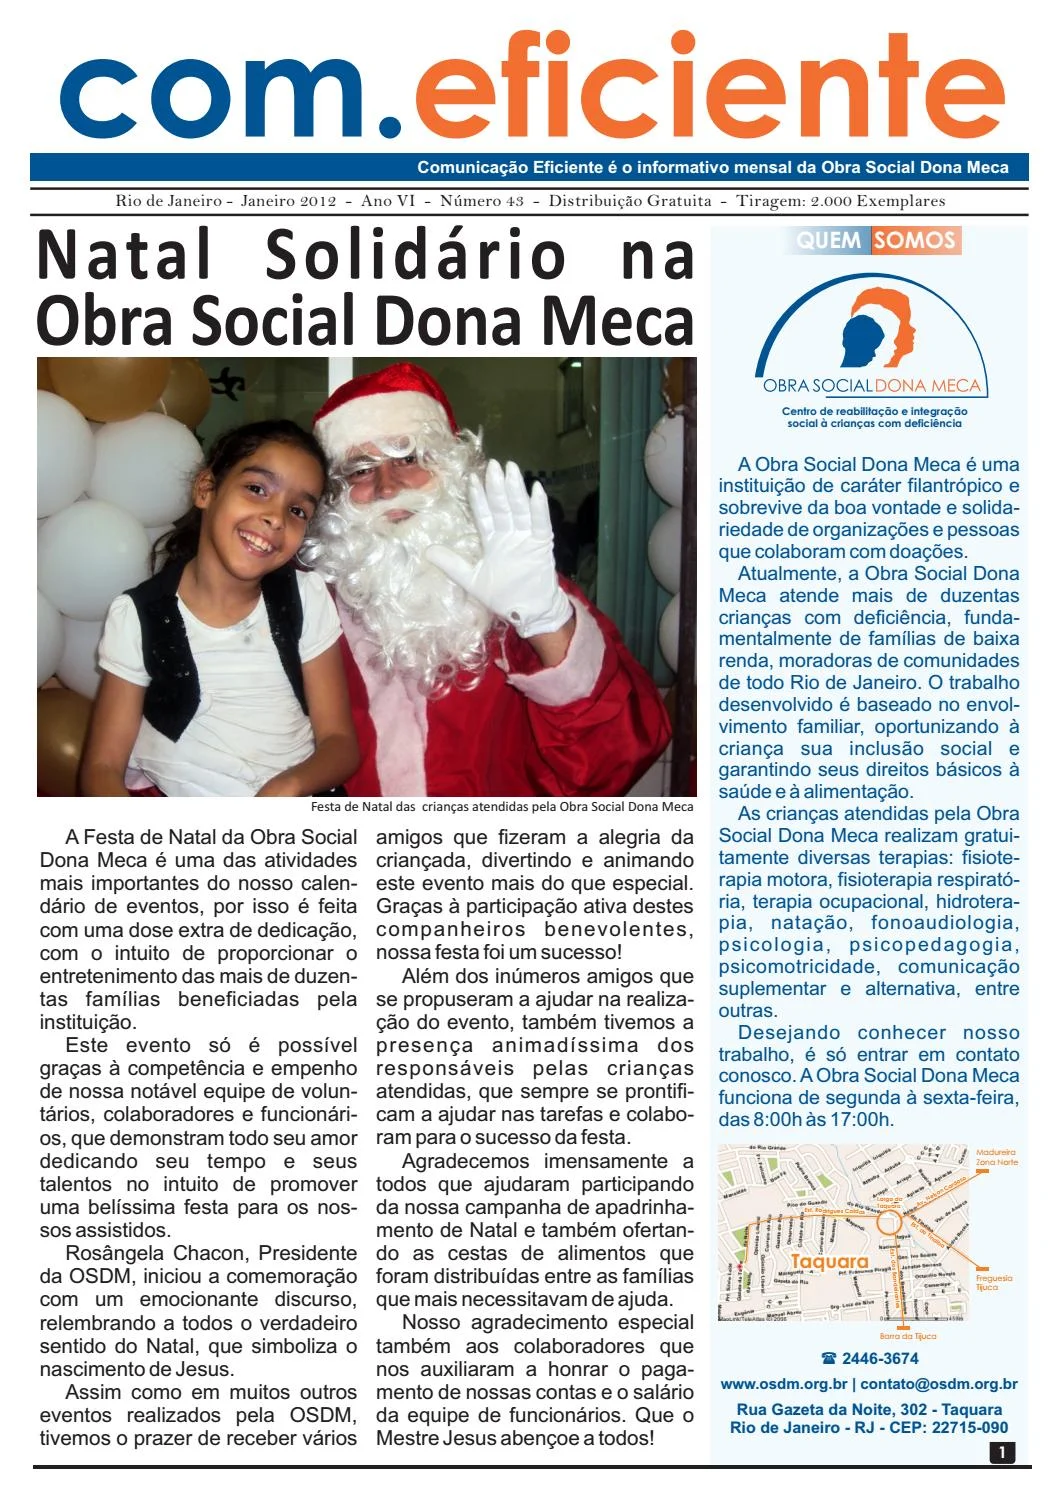 com.eficiente
Comunicação Eficiente é o informativo mensal da Obra Social Dona Meca
Rio de Janeiro - Janeiro 2012 - Ano VI - Número 43 - Distribuição Gratuita - Tiragem: 2.000 Exemplares
Natal Solidário na
Obra Social Dona Meca
Festa de Natal das crianças atendidas pela Obra Social Dona Meca
A Festa de Natal da Obra Social
Dona Meca é uma das atividades
mais importantes do nosso calen-
dário de eventos, por isso é feita
com uma dose extra de dedicação,
com o intuito de proporcionar o
entretenimento das mais de duzen-
tas famílias beneficiadas pela
instituição.
Este evento só é possível
graças à competência e empenho
de nossa notável equipe de volun-
tários, colaboradores e funcionári-
os, que demonstram todo seu amor
dedicando seu tempo e seus
talentos no intuito de promover
uma belíssima festa para os nos-
sos assistidos.
Rosângela Chacon, Presidente
da OSDM, iniciou a comemoração
com um emocionante discurso,
relembrando a todos o verdadeiro
sentido do Natal, que simboliza o
nascimento de Jesus.
Assim como em muitos outros
eventos realizados pela OSDM,
tivemos o prazer de receber vários
amigos que fizeram a alegria da
criançada, divertindo e animando
este evento mais do que especial.
Graças à participação ativa destes
companheiros benevolentes,
nossa festa foi um sucesso!
Além dos inúmeros amigos que
se propuseram a ajudar na realiza-
ção do evento, também tivemos a
presença animadíssima dos
responsáveis pelas crianças
atendidas, que sempre se prontifi-
cam a ajudar nas tarefas e colabo-
ram para o sucesso da festa.
Agradecemos imensamente a
todos que ajudaram participando
da nossa campanha de apadrinha-
mento de Natal e também ofertan-
do as cestas de alimentos que
foram distribuídas entre as famílias
que mais necessitavam de ajuda.
Nosso agradecimento especial
também aos colaboradores que
nos auxiliaram a honrar o paga-
mento de nossas contas e o salário
da equipe de funcionários. Que o
Mestre Jesus abençoe a todos!
QUEM SOMOS
OBRA SOCIAL DONA MECA
Centro de reabilitação e integração
social à crianças com deficiência
A Obra Social Dona Meca é uma
instituição de caráter filantrópico e
sobrevive da boa vontade e solida-
riedade de organizações e pessoas
que colaboram com doações.
Atualmente, a Obra Social Dona
Meca atende mais de duzentas
crianças com deficiência, funda-
mentalmente de famílias de baixa
renda, moradoras de comunidades
de todo Rio de Janeiro. O trabalho
desenvolvido é baseado no envol-
vimento familiar, oportunizando à
criança sua inclusão social e
garantindo seus direitos básicos à
saúde e à alimentação.
As crianças atendidas pela Obra
Social Dona Meca realizam gratui-
tamente diversas terapias: fisiote-
rapia motora, fisioterapia respirató-
ria, terapia ocupacional, hidrotera-
pia, natação, fonoaudiologia,
psicologia, psicopedagogia,
psicomotricidade, comunicação
suplementar e alternativa, entre
outras.
Desejando conhecer nosso
trabalho, é só entrar em contato
conosco. A Obra Social Dona Meca
funciona de segunda à sexta-feira,
das 8:00h às 17:00h.
Madureira
Zona Norte
Largo da
Taquara
Est. Rodrigues Caldas
Nelson Cardoso
Taquara
Freguesia
Tijuca
Barra da Tijuca
☎ 2446-3674
www.osdm.org.br | contato@osdm.org.br
Rua Gazeta da Noite, 302 - Taquara
Rio de Janeiro - RJ - CEP: 22715-090
1